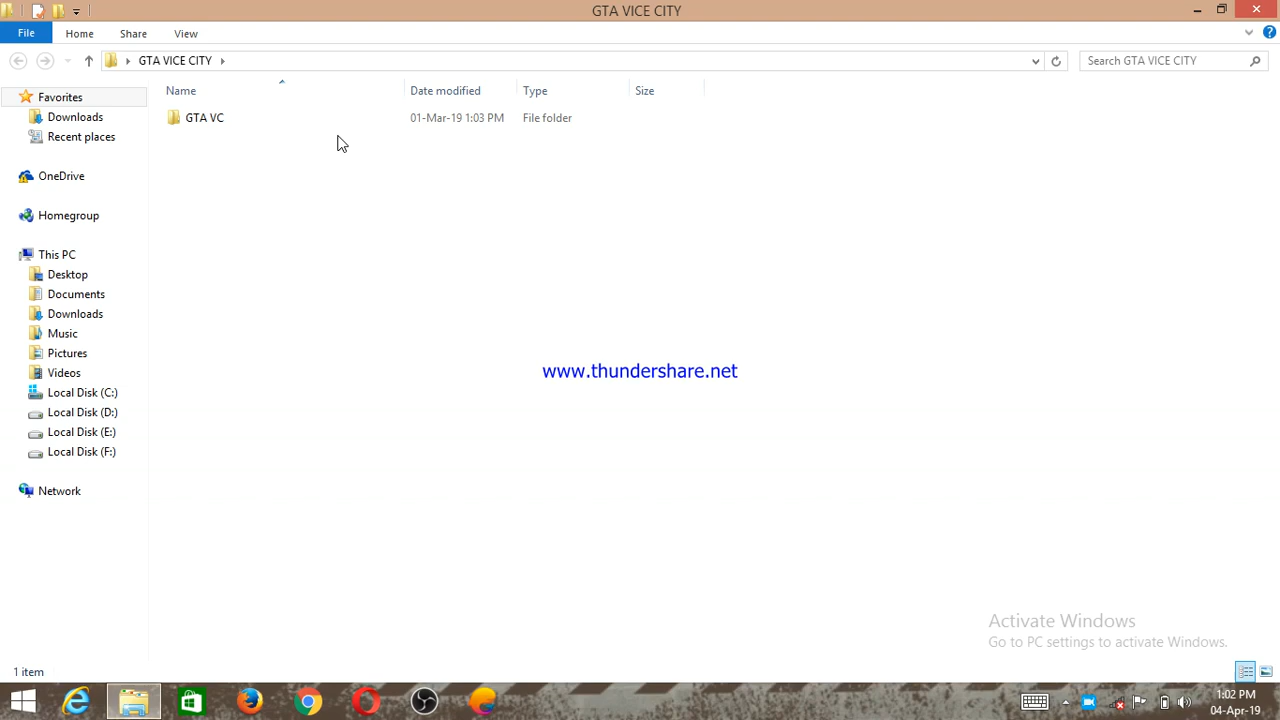 GTA VICE CITY
File Home Share View
GTA VICE CITY
Search GTA VICE CITY
Name Date modified Type Size
GTA VC 01-Mar-19 1:03 PM File folder
Favorites
Downloads
Recent places
OneDrive
Homegroup
This PC
Desktop
Documents
Downloads
Music
Pictures
Videos
Local Disk (C:)
Local Disk (D:)
Local Disk (E:)
Local Disk (F:)
Network
www.thundershare.net
Activate Windows
Go to PC settings to activate Windows.
1 item
1:02 PM
04-Apr-19